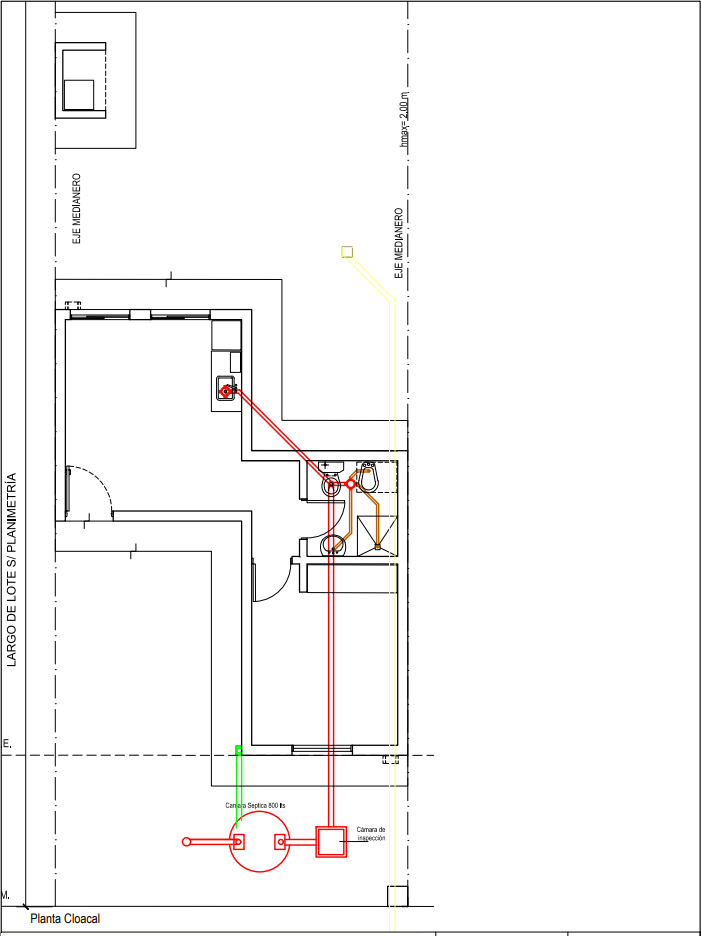 hmax= 2,00 m
EJE MEDIANERO
EJE MEDIANERO
LARGO DE LOTE S/ PLANIMETRÍA
E.
Camara Septica 800 lts
Cámara de
inspección
M.
Planta Cloacal